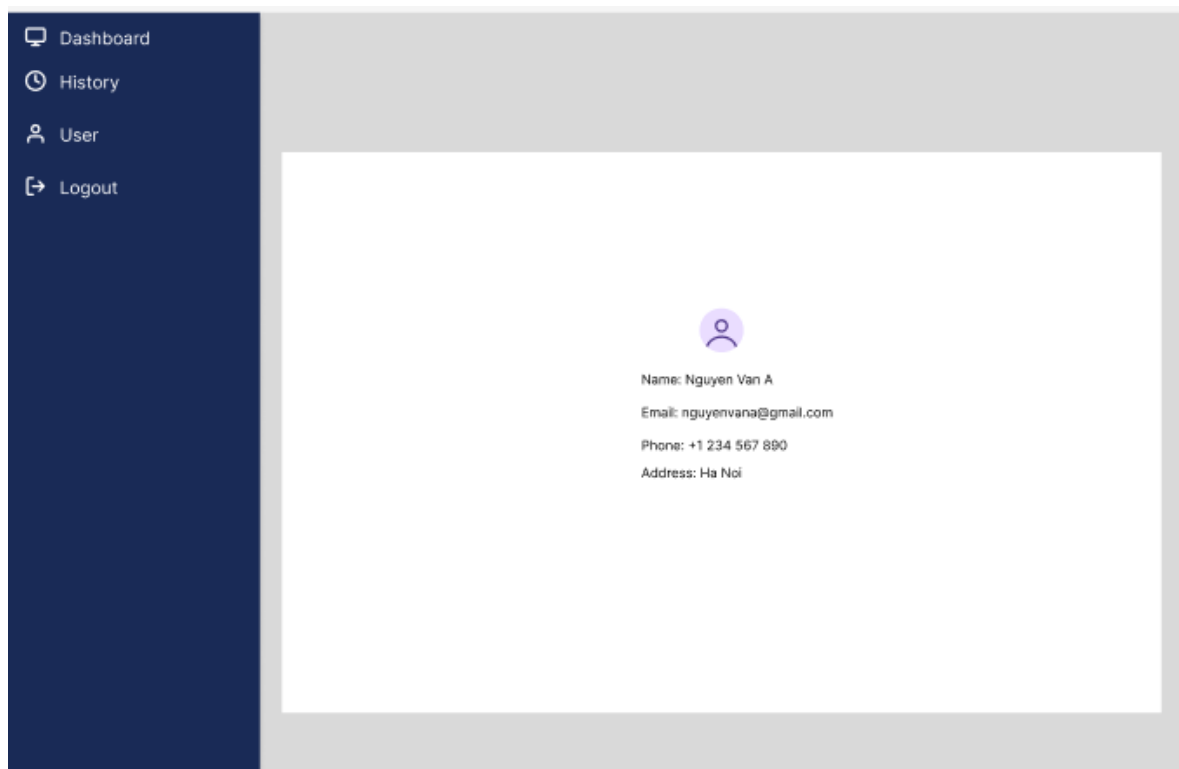 Dashboard
History
User
Logout
Name: Nguyen Van A
Email: nguyenvana@gmail.com
Phone: +1 234 567 890
Address: Ha Noi